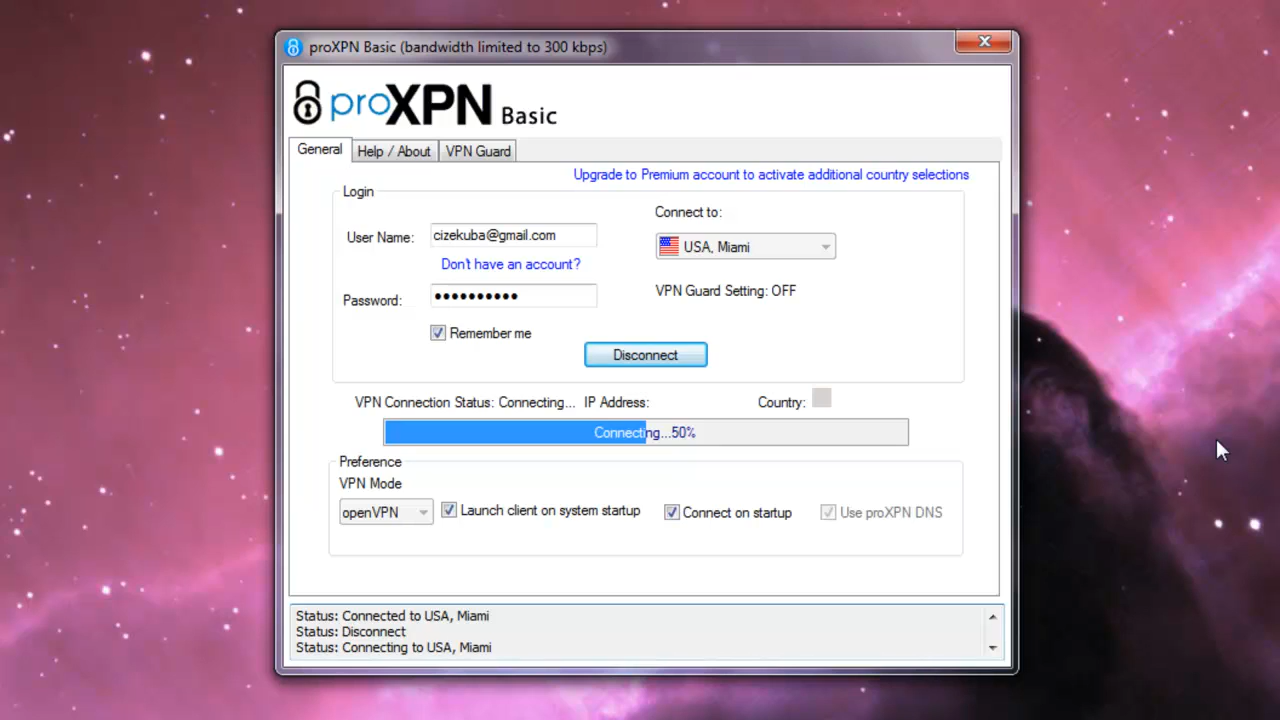 proXPN Basic (bandwidth limited to 300 kbps)
proXPN Basic
General Help / About VPN Guard
Upgrade to Premium account to activate additional country selections
Login
Connect to:
User Name: cizekuba@gmail.com
USA, Miami
Don't have an account?
VPN Guard Setting: OFF
Password: ●●●●●●●●●●
Remember me
Disconnect
VPN Connection Status: Connecting... IP Address: Country:
Connecting...50%
Preference
VPN Mode
openVPN Launch client on system startup Connect on startup Use proXPN DNS
Status: Connected to USA, Miami
Status: Disconnect
Status: Connecting to USA, Miami